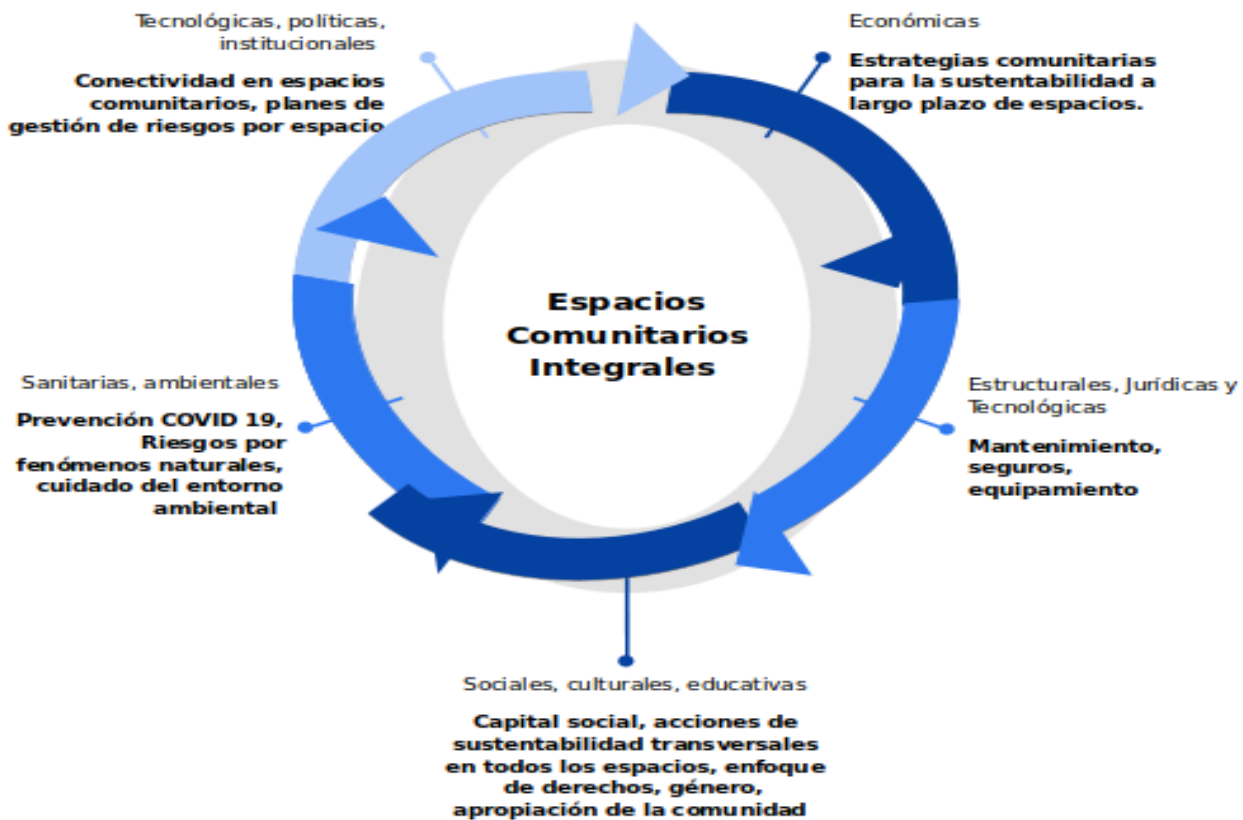 Tecnológicas, políticas,
institucionales
Conectividad en espacios
comunitarios, planes de
gestión de riesgos por espacio
Económicas
Estrategias comunitarias
para la sustentabilidad a
largo plazo de espacios.
Espacios
Comunitarios
Integrales
Sanitarias, ambientales
Prevención COVID 19,
Riesgos por
fenómenos naturales,
cuidado del entorno
ambiental
Estructurales, Jurídicas y
Tecnológicas
Mantenimiento,
seguros,
equipamiento
Sociales, culturales, educativas
Capital social, acciones de
sustentabilidad transversales
en todos los espacios, enfoque
de derechos, género,
apropiación de la comunidad